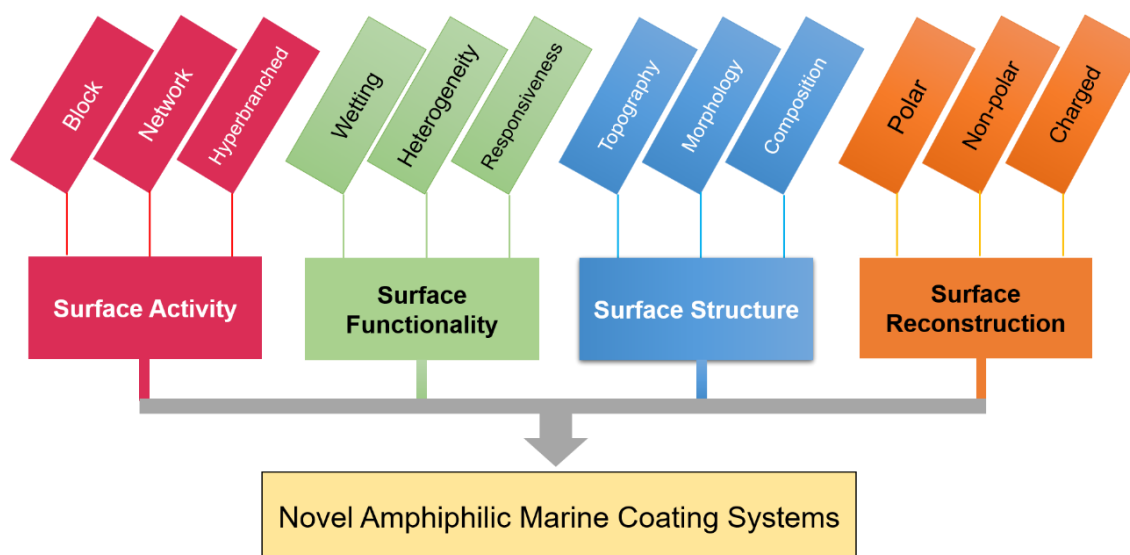 Block
Network
Hyperbranched
Wetting
Heterogeneity
Responsiveness
Topography
Morphology
Composition
Polar
Non-polar
Charged
Surface Activity
Surface
Functionality
Surface Structure
Surface
Reconstruction
Novel Amphiphilic Marine Coating Systems